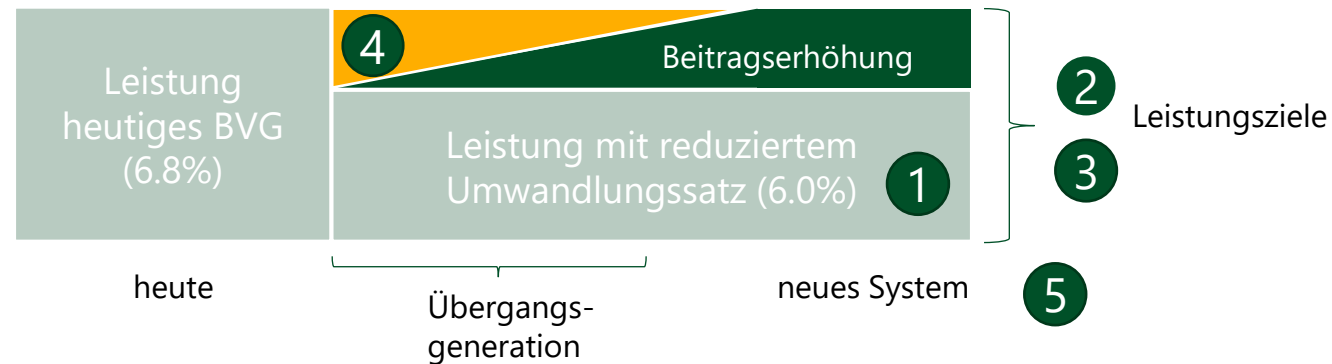 4
Beitragserhöhung
Leistung
heutiges BVG
(6.8%)
2
Leistungsziele
Leistung mit reduziertem
Umwandlungssatz (6.0%)
1
3
heute
Übergangs-
generation
neues System
5